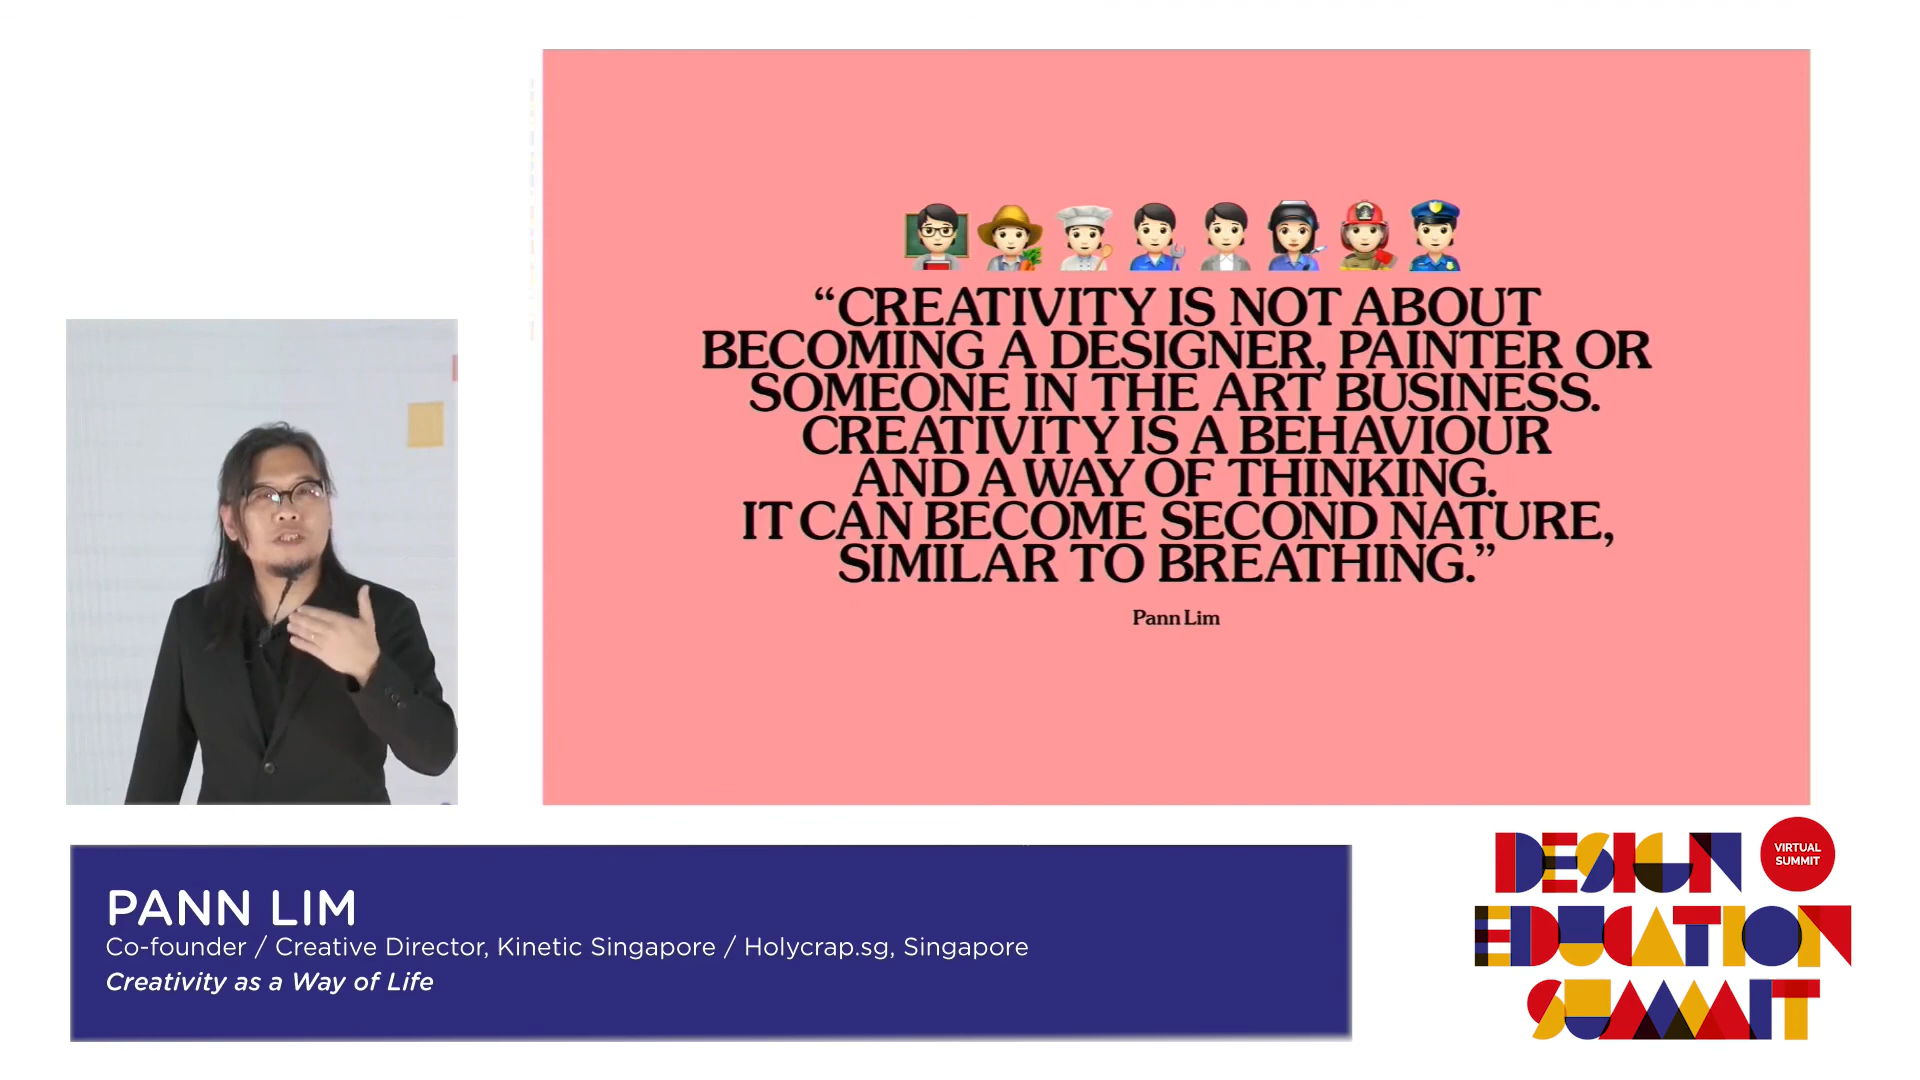 “CREATIVITY IS NOT ABOUT
BECOMING A DESIGNER, PAINTER OR
SOMEONE IN THE ART BUSINESS.
CREATIVITY IS A BEHAVIOUR
AND A WAY OF THINKING.
IT CAN BECOME SECOND NATURE,
SIMILAR TO BREATHING.”
Pann Lim
PANN LIM
Co-founder / Creative Director, Kinetic Singapore / Holycrap.sg, Singapore
Creativity as a Way of Life
DESIGN
EDUCATION
SUMMIT
VIRTUAL
SUMMIT